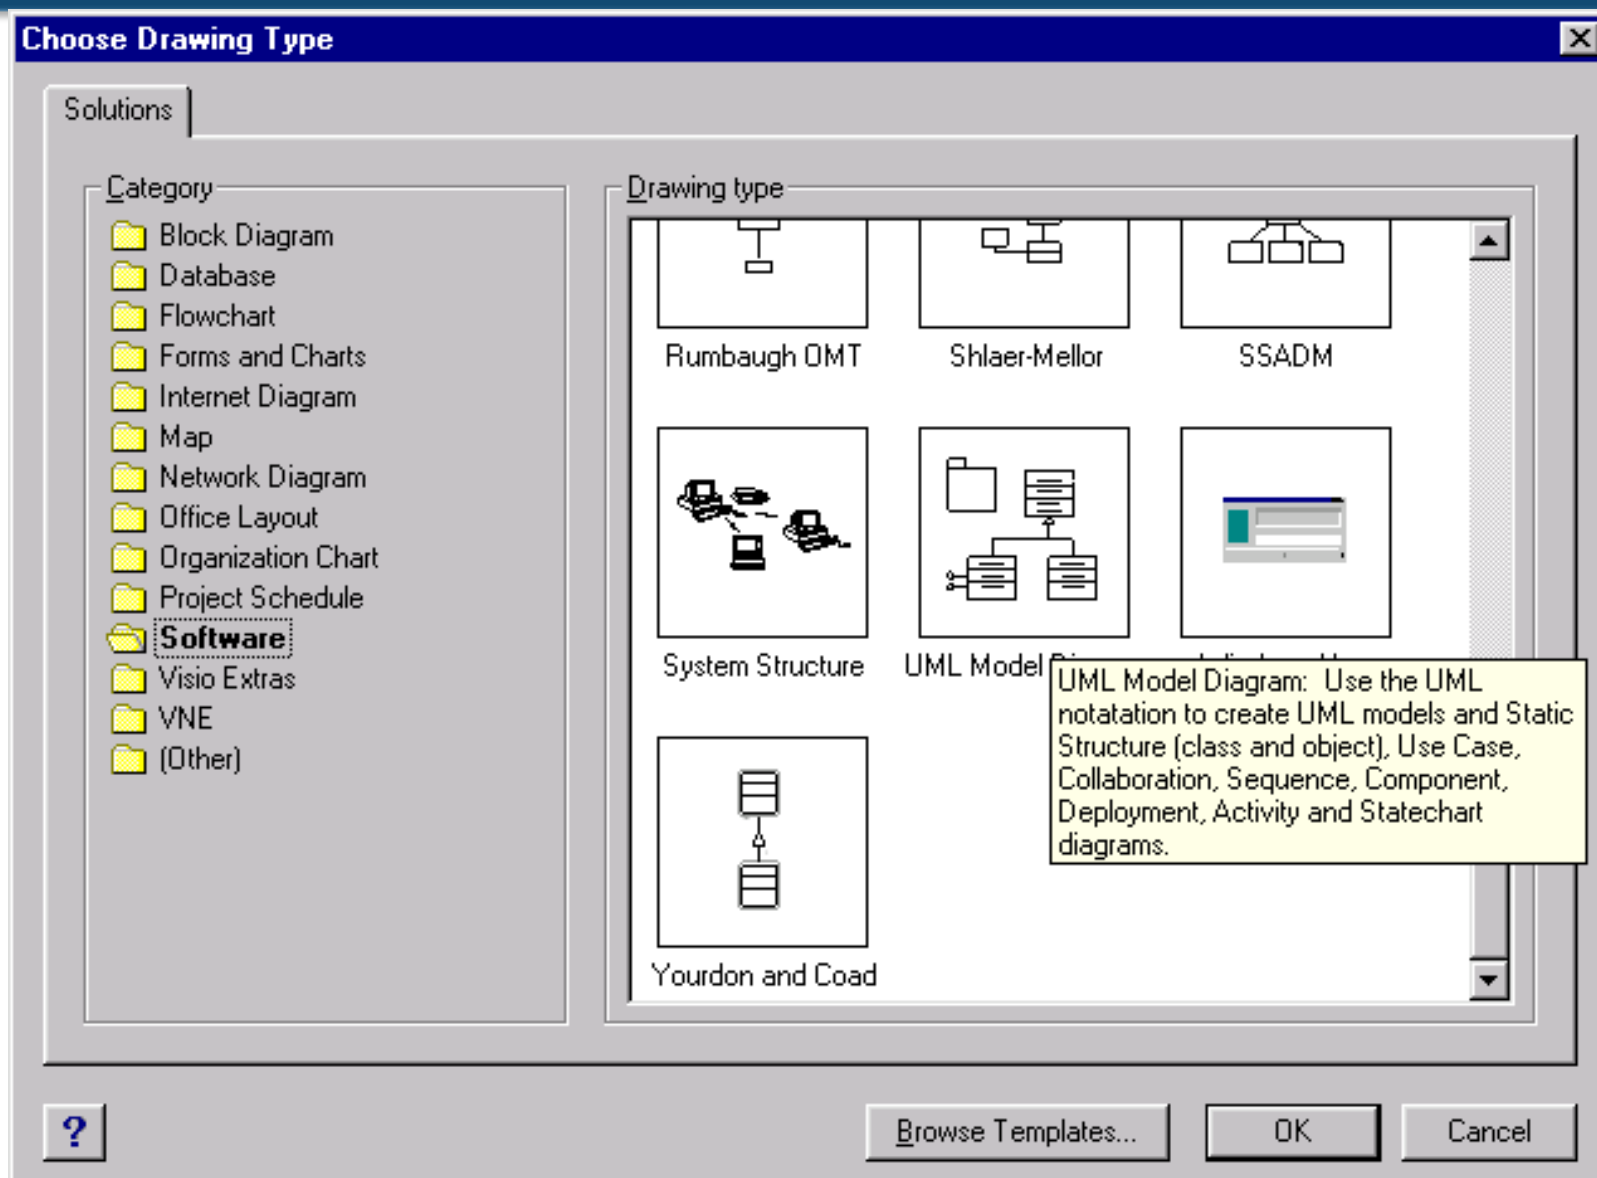 Choose Drawing Type
Solutions
Category
Block Diagram
Database
Flowchart
Forms and Charts
Internet Diagram
Map
Network Diagram
Office Layout
Organization Chart
Project Schedule
Software
Visio Extras
VNE
(Other)
Drawing type
Rumbaugh OMT
Shlaer-Mellor
SSADM
System Structure
UML Model
UML Model Diagram: Use the UML
notatation to create UML models and Static
Structure (class and object), Use Case,
Collaboration, Sequence, Component,
Deployment, Activity and Statechart
diagrams.
Yourdon and Coad
?
Browse Templates...
OK
Cancel